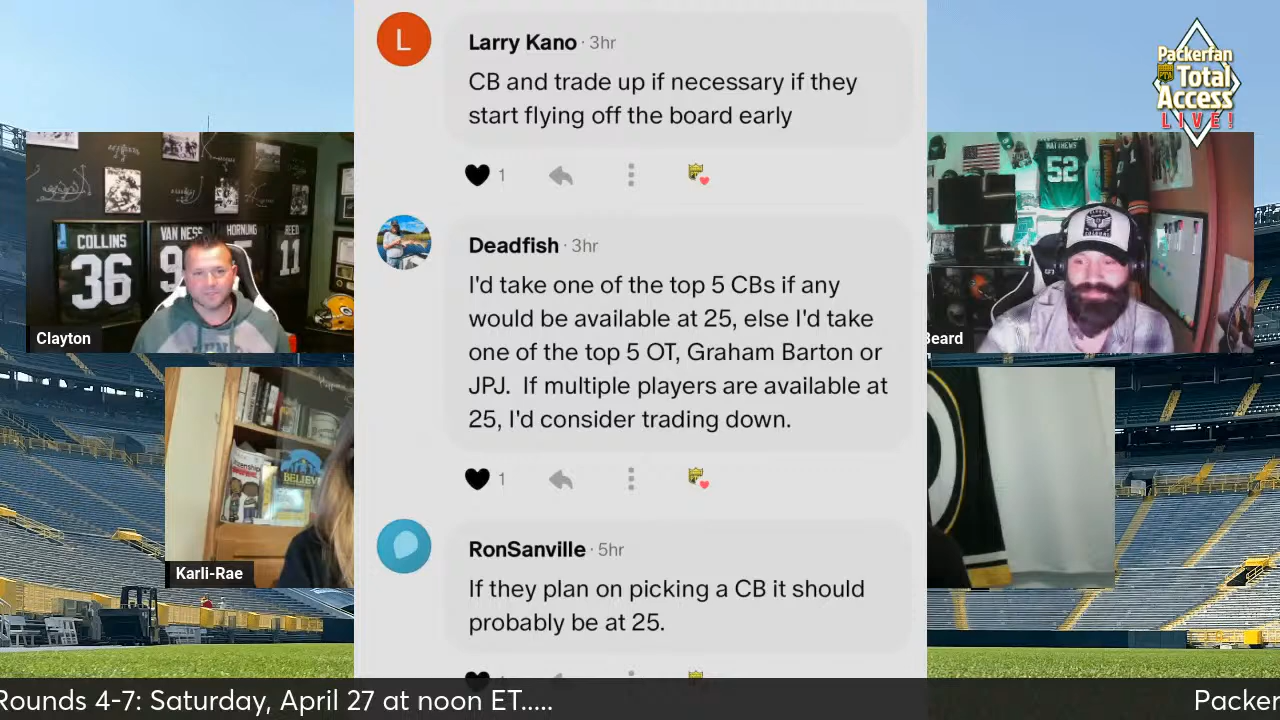 L
Larry Kano · 3hr
CB and trade up if necessary if they
start flying off the board early
1
Deadfish · 3hr
I'd take one of the top 5 CBs if any
would be available at 25, else I'd take
one of the top 5 OT, Graham Barton or
JPJ. If multiple players are available at
25, I'd consider trading down.
1
RonSanville · 5hr
If they plan on picking a CB it should
probably be at 25.
Packerfan
Total
Access
LIVE!
COLLINS
36
VAN NESS
9
HORNUNG
REED
11
Clayton
MATTHEWS
52
Beard
BELIEVE
Karli-Rae
Rounds 4-7: Saturday, April 27 at noon ET.....
Packer